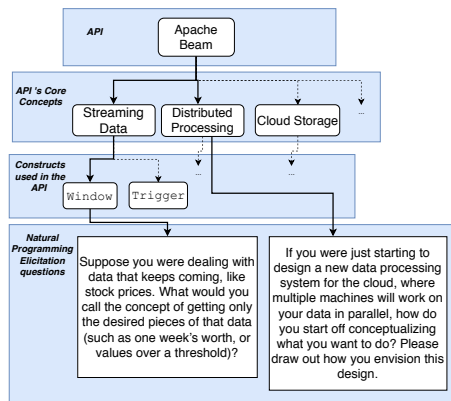 API
Apache
Beam
API 's Core
Concepts
Streaming
Data
Distributed
Processing
Cloud Storage
...
Constructs
used in the
API
Window
Trigger
...
...
Natural
Programming
Elicitation
questions
Suppose you were dealing with
data that keeps coming, like
stock prices. What would you
call the concept of getting only
the desired pieces of that data
(such as one week's worth, or
values over a threshold)?
If you were just starting to
design a new data processing
system for the cloud, where
multiple machines will work on
your data in parallel, how do
you start off conceptualizing
what you want to do? Please
draw out how you envision this
design.